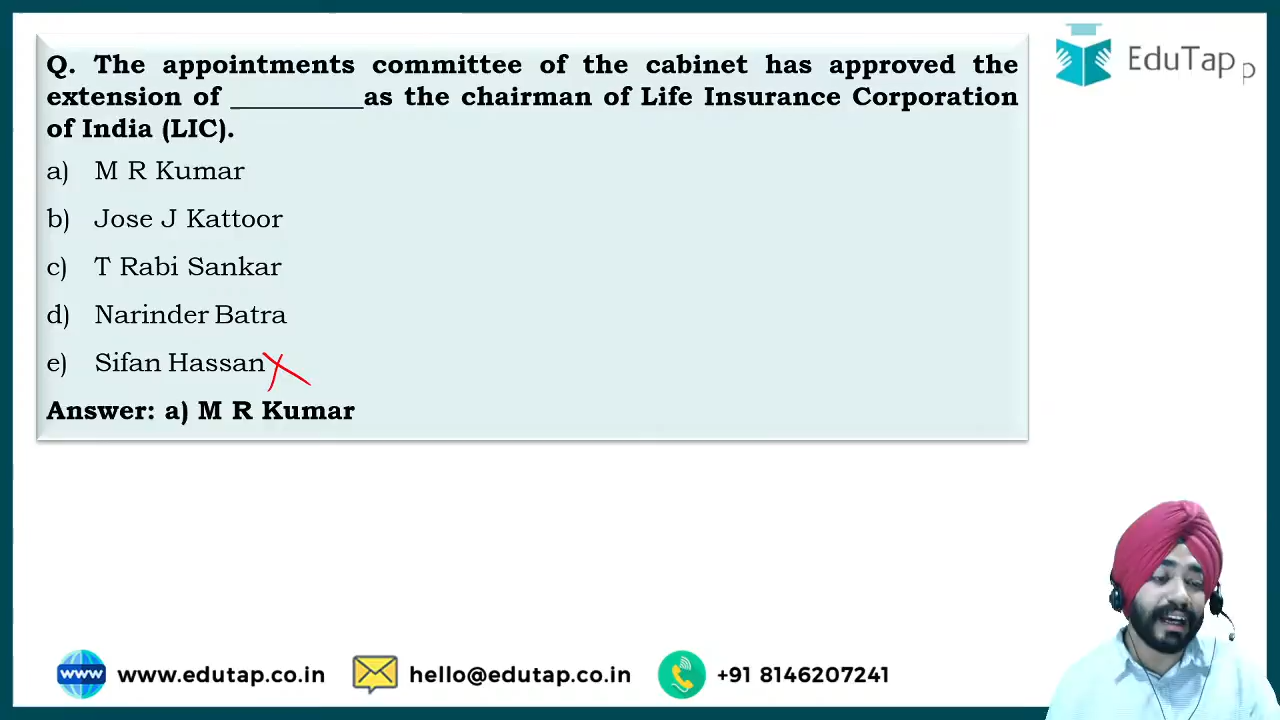 Q. The appointments committee of the cabinet has approved the
extension of __________as the chairman of Life Insurance Corporation
of India (LIC).
a) M R Kumar
b) Jose J Kattoor
c) T Rabi Sankar
d) Narinder Batra
e) Sifan Hassan
Answer: a) M R Kumar
EduTap
p
www
www.edutap.co.in
hello@edutap.co.in
+91 8146207241